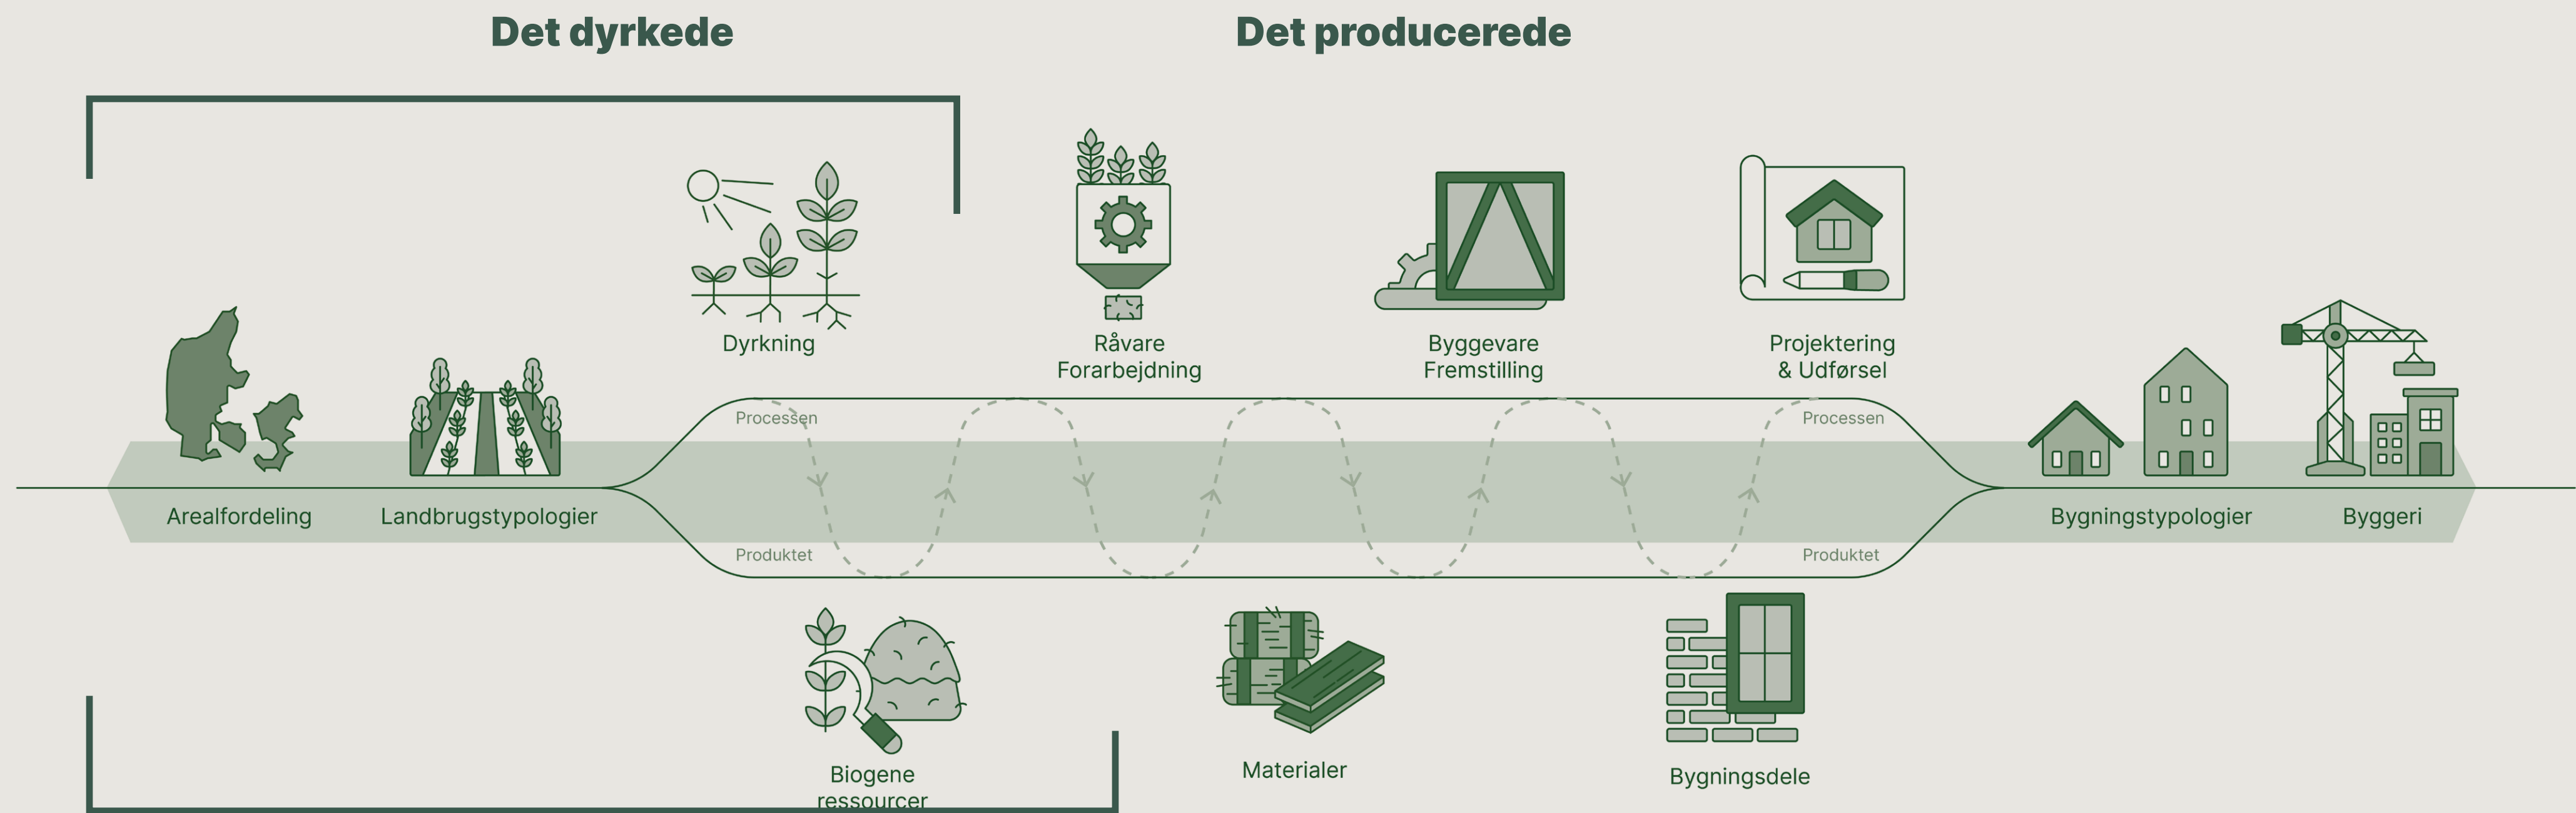 Det dyrkede
Det producerede
Dyrkning
Råvare
Forarbejdning
Byggevare
Fremstilling
Projektering
& Udførsel
Processen
Processen
Arealfordeling
Landbrugstypologier
Bygningstypologier
Byggeri
Produktet
Produktet
Biogene
ressourcer
Materialer
Bygningsdele